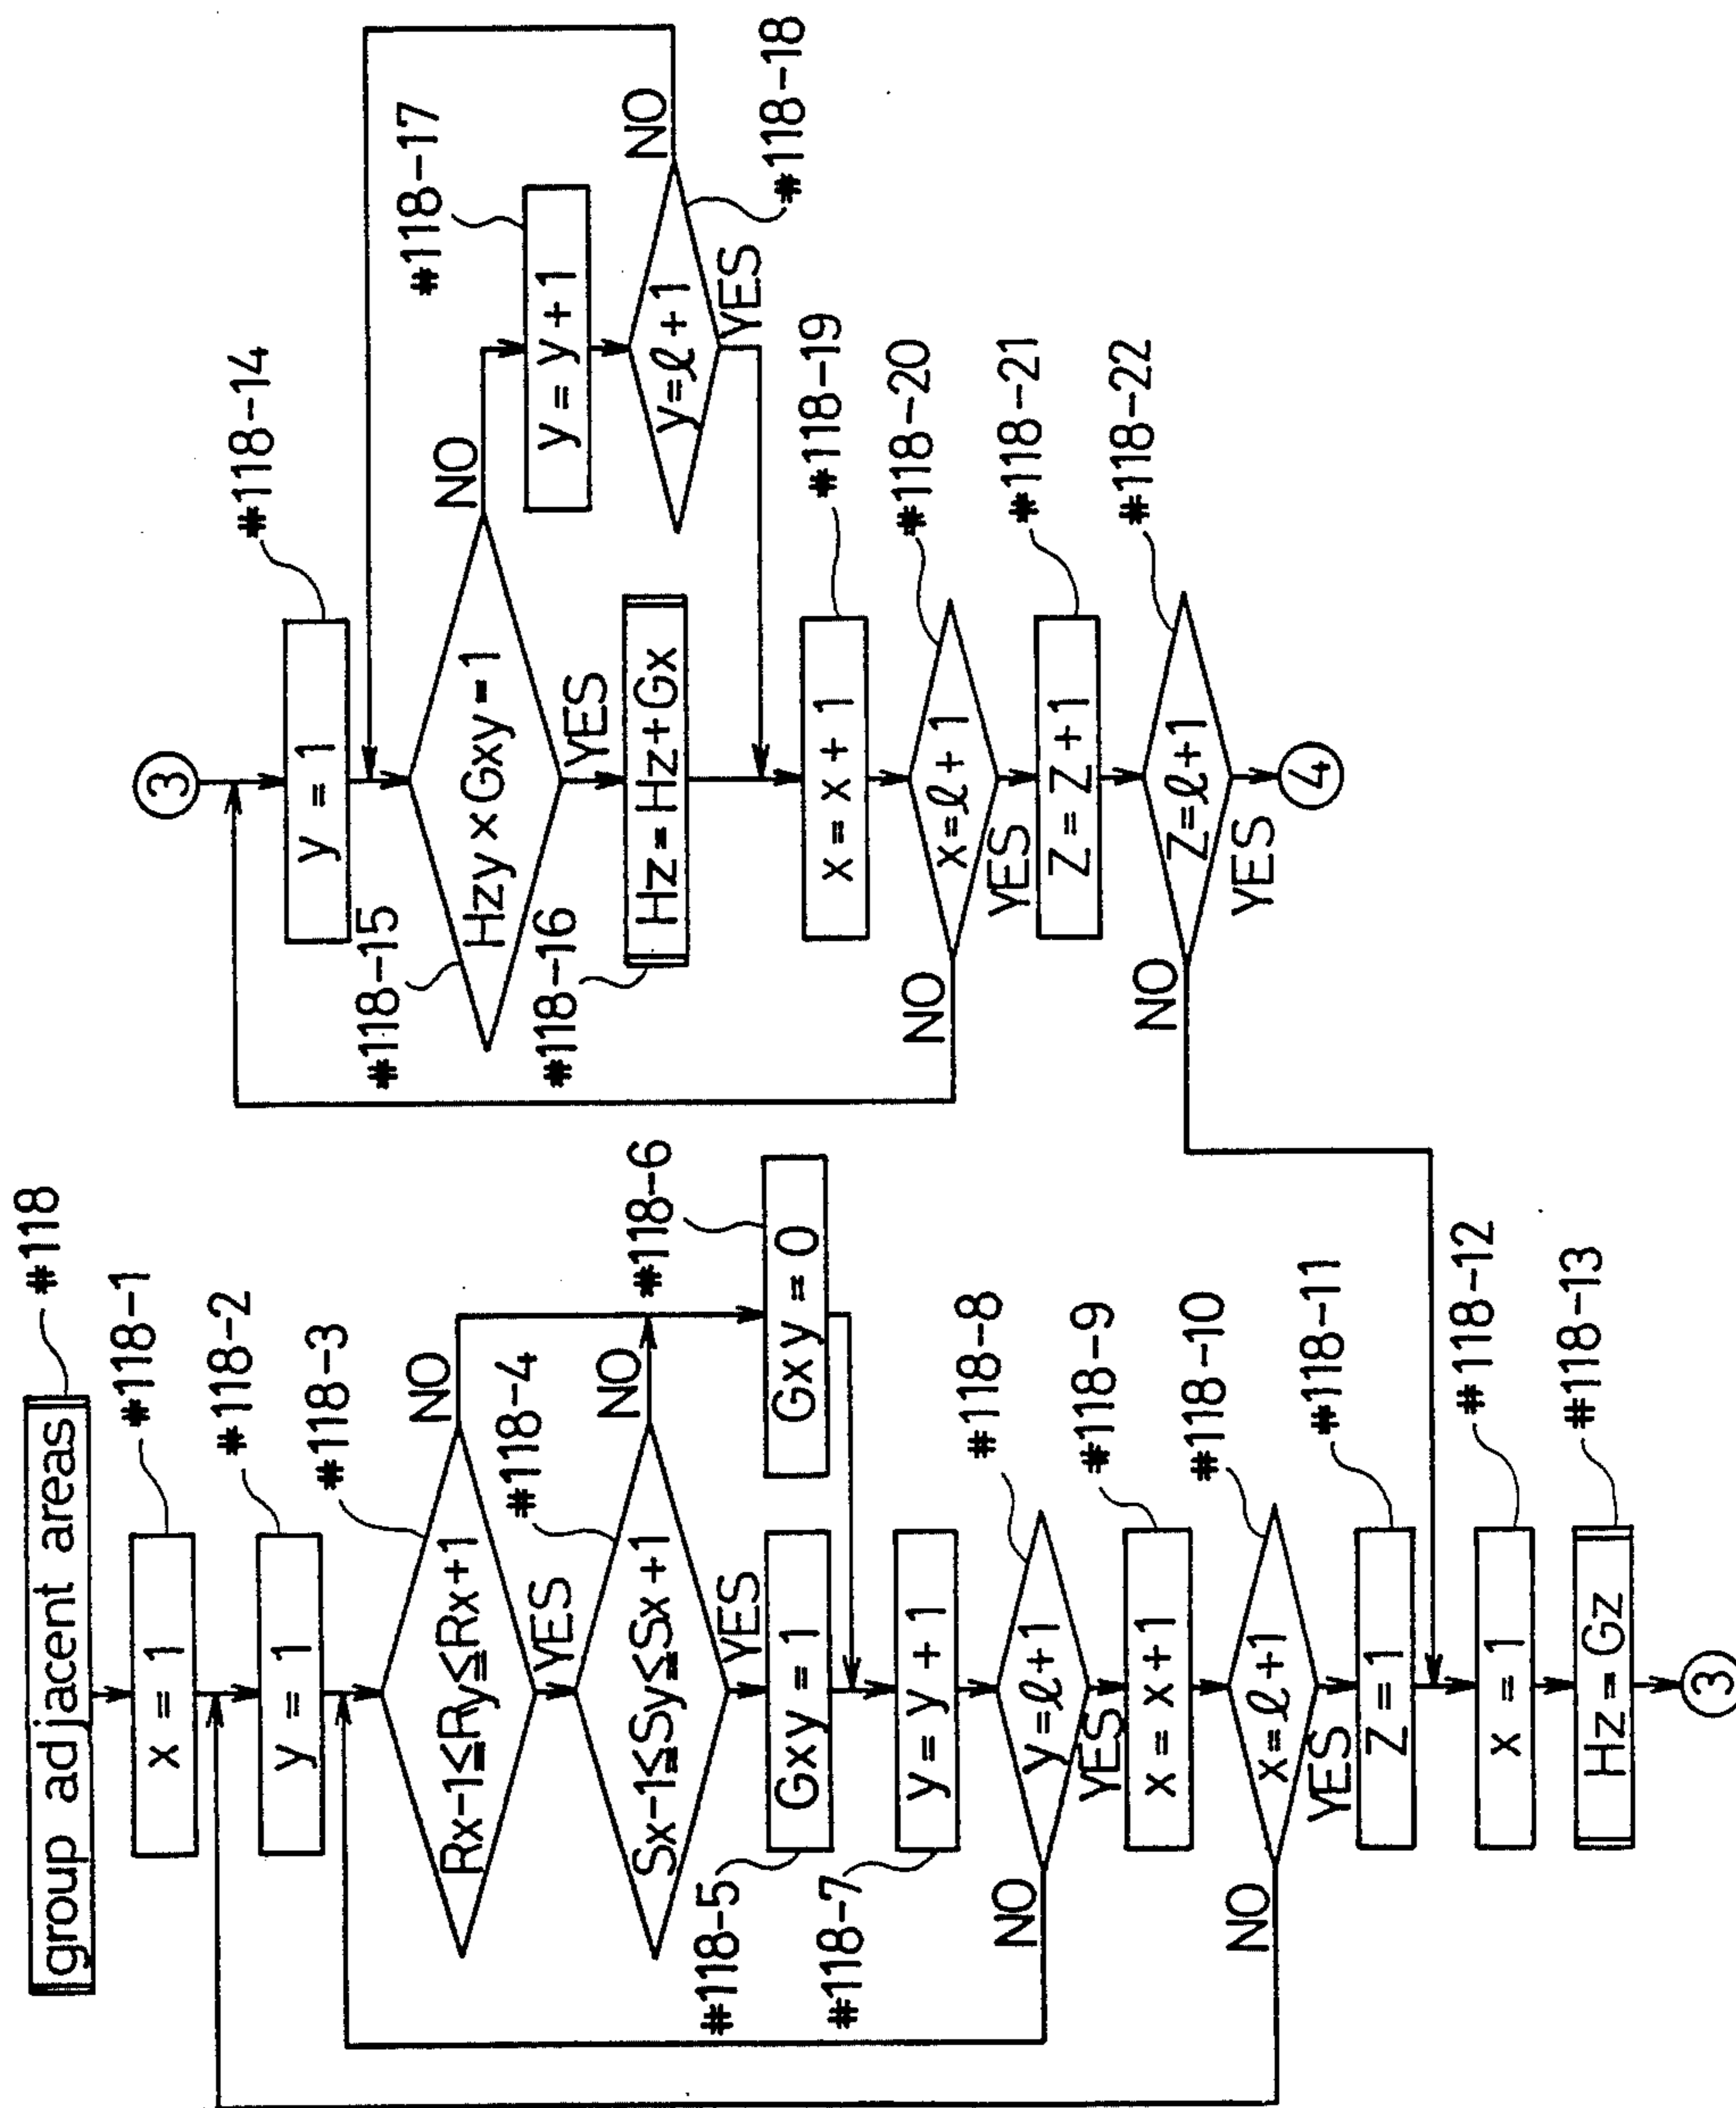 group adjacent areas
#118
x = 1
#118-1
y = 1
#118-2
Rx-1≦Ry≦Rx+1
#118-3
NO
YES
Sx-1≦Sy≦Sx+1
#118-4
NO
YES
Gxy = 1
#118-5
Gxy = 0
#118-6
y = y + 1
#118-7
y=ℓ+1
#118-8
NO
YES
x = x+1
#118-9
x=ℓ+1
#118-10
NO
YES
Z = 1
#118-11
x = 1
#118-12
Hz = Gz
#118-13
3
3
y = 1
#118-14
Hzy×Gxy=1
#118-15
NO
YES
Hz=Hz+Gx
#118-16
y = y + 1
#118-17
y=ℓ+1
#118-18
NO
YES
x = x + 1
#118-19
x=ℓ+1
#118-20
NO
YES
Z = Z+1
#118-21
Z=ℓ+1
#118-22
NO
YES
4